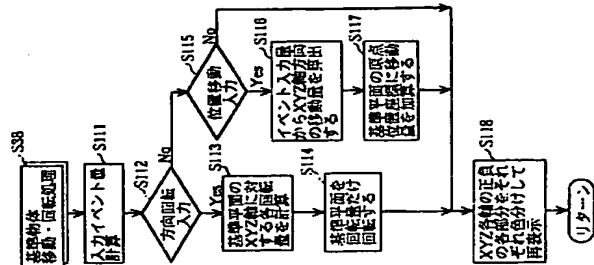 S38
基準物体
移動・回転処理
S111
入力イベント量
計算
S112
方向回転
入力
No
Yes
S113
基準平面の
XYZ軸に対
する各回転
量を計算
S114
基準平面を
回転量だけ
回転する
S115
位置移動
入力
No
Yes
S116
イベント入力量
からXYZ軸方向
の移動量を算出
する
S117
基準平面の原点
位置座標に移動
量を加算する
S118
XYZ各軸の正負
の各部分をそれ
ぞれ色分けして
再表示
リターン